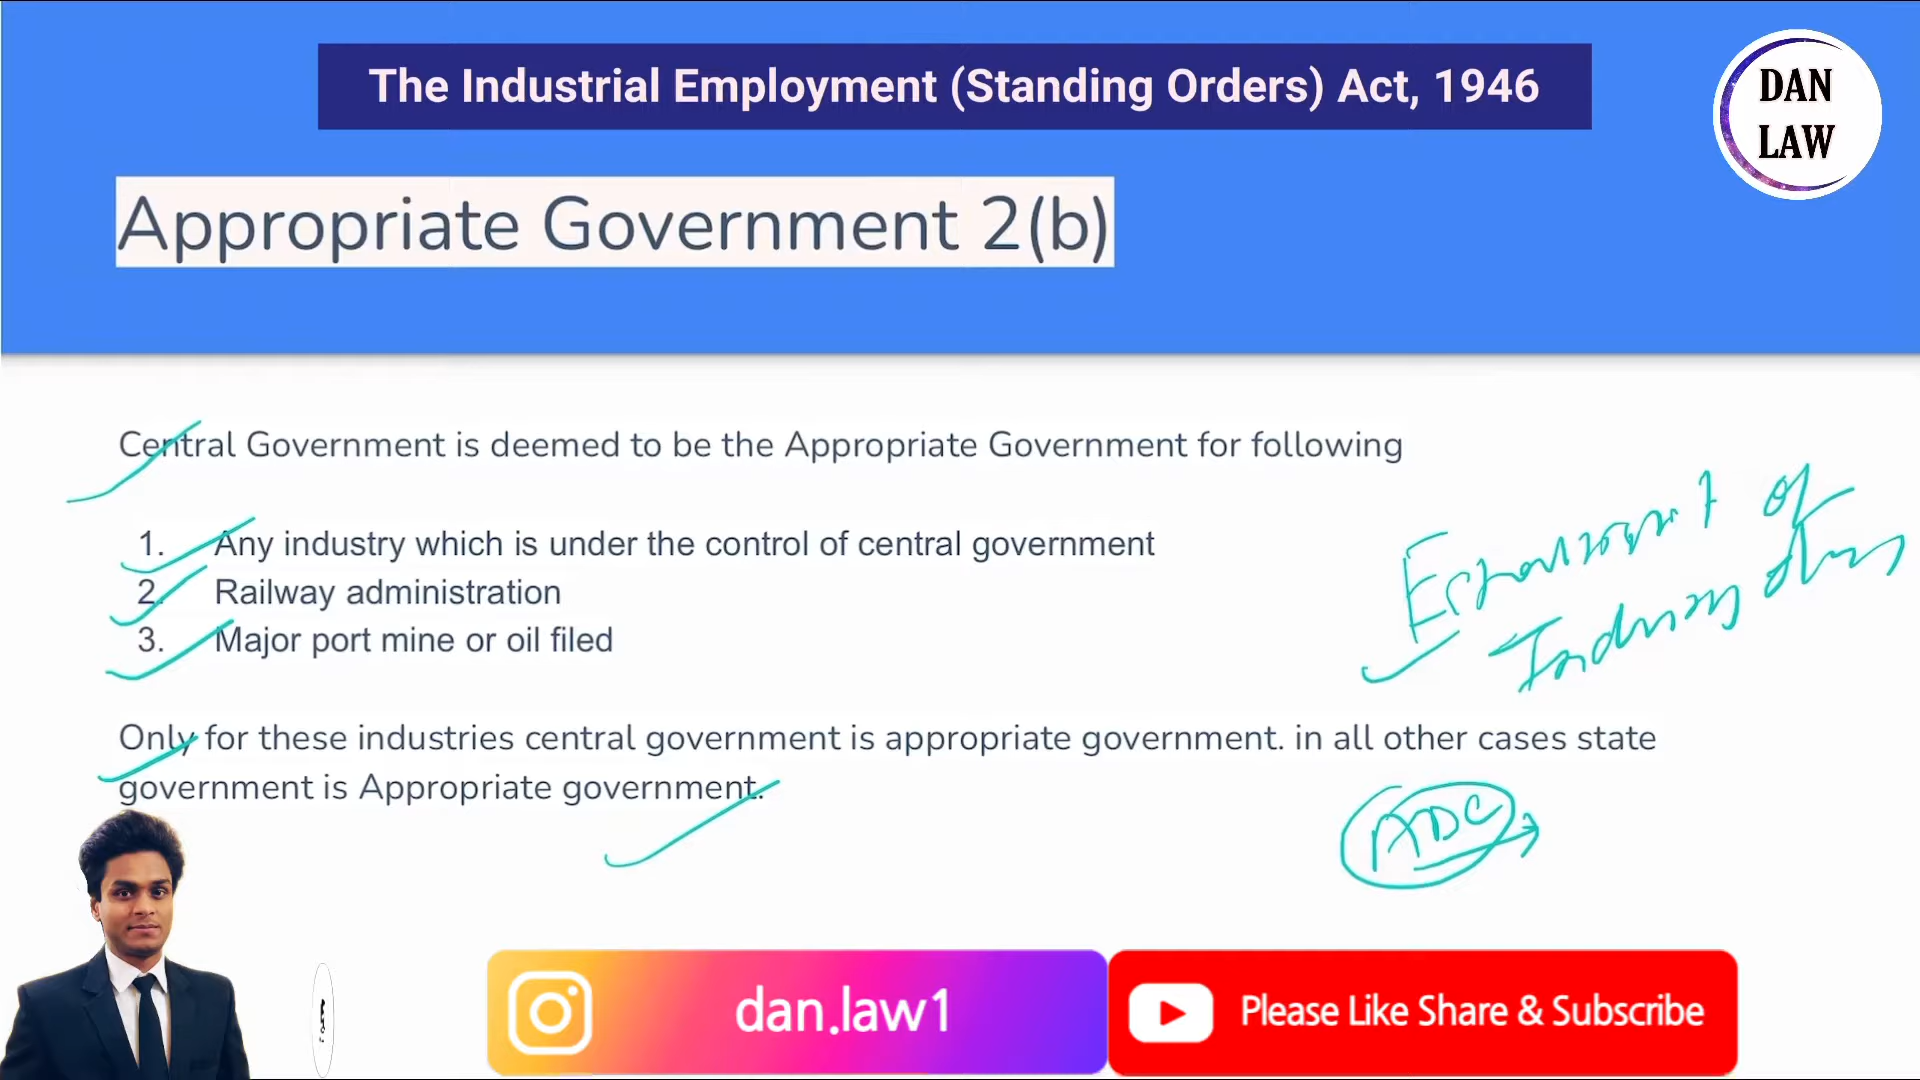 The Industrial Employment (Standing Orders) Act, 1946
DAN
LAW
Appropriate Government 2(b)
Central Government is deemed to be the Appropriate Government for following
1. Any industry which is under the control of central government
2. Railway administration
3. Major port mine or oil filed
of
Only for these industries central government is appropriate government. in all other cases state
government is Appropriate government.
dan.law1
Please Like Share & Subscribe